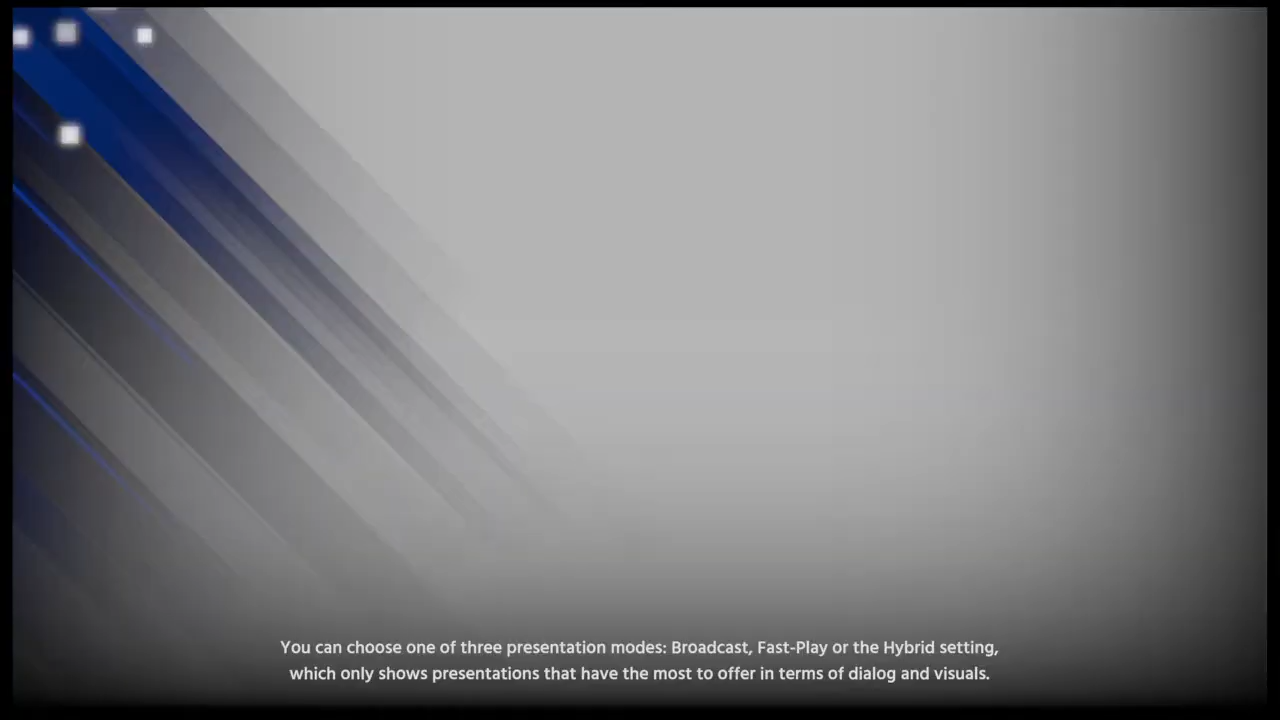 You can choose one of three presentation modes: Broadcast, Fast-Play or the Hybrid setting,
which only shows presentations that have the most to offer in terms of dialog and visuals.